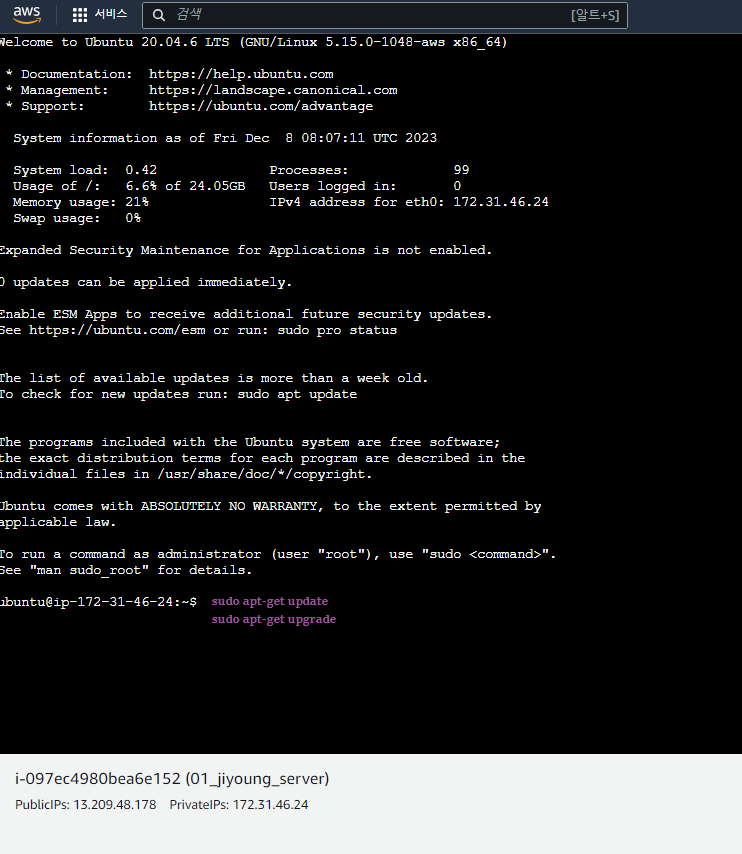 aws
서비스
검색
[알트+S]
Welcome to Ubuntu 20.04.6 LTS (GNU/Linux 5.15.0-1048-aws x86_64)
* Documentation:  https://help.ubuntu.com
* Management:     https://landscape.canonical.com
* Support:        https://ubuntu.com/advantage
System information as of Fri Dec  8 08:07:11 UTC 2023
System load:  0.42              Processes:             99
Usage of /:   6.6% of 24.05GB   Users logged in:       0
Memory usage: 21%               IPv4 address for eth0: 172.31.46.24
Swap usage:   0%
Expanded Security Maintenance for Applications is not enabled.
0 updates can be applied immediately.
Enable ESM Apps to receive additional future security updates.
See https://ubuntu.com/esm or run: sudo pro status
The list of available updates is more than a week old.
To check for new updates run: sudo apt update
The programs included with the Ubuntu system are free software;
the exact distribution terms for each program are described in the
individual files in /usr/share/doc/*/copyright.
Ubuntu comes with ABSOLUTELY NO WARRANTY, to the extent permitted by
applicable law.
To run a command as administrator (user "root"), use "sudo <command>".
See "man sudo_root" for details.
ubuntu@ip-172-31-46-24:~$ sudo apt-get update
sudo apt-get upgrade
i-097ec4980bea6e152 (01_jiyoung_server)
PublicIPs: 13.209.48.178  PrivateIPs: 172.31.46.24